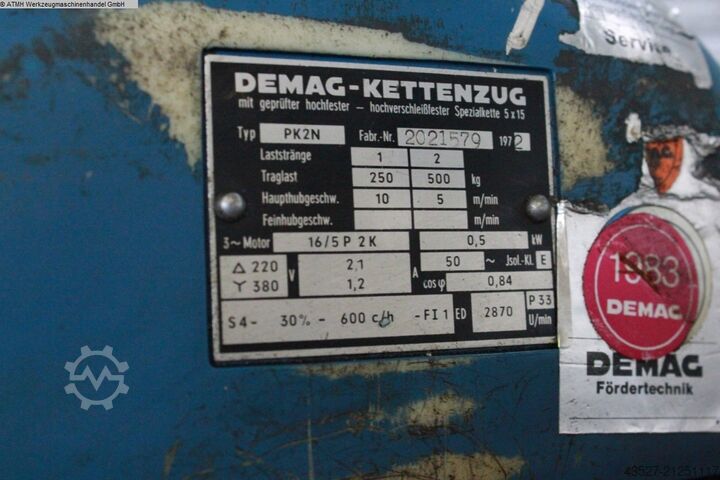 © ATMH Werkzeugmaschinenhandel GmbH
Service
DEMAG-KETTENZUG
mit geprüfter hochfester – hochverschleißfester Spezialkette 5 x 15
Typ PK2N Fabr.-Nr. 2021579 1972
Laststränge 1 2
Traglast 250 500 kg
Haupthubgeschw. 10 5 m/min
Feinhubgeschw. m/min
3~Motor 16/5 P 2 K 0,5 kW
△ 220 V 2,1 A 50 ~ Jsol.-Kl. E
Y 380 1,2 cos φ 0,84
S4- 30% - 600 c/h -FI1 ED 2870 P 33 U/min
1983
DEMAG
DEMAG
Fördertechnik